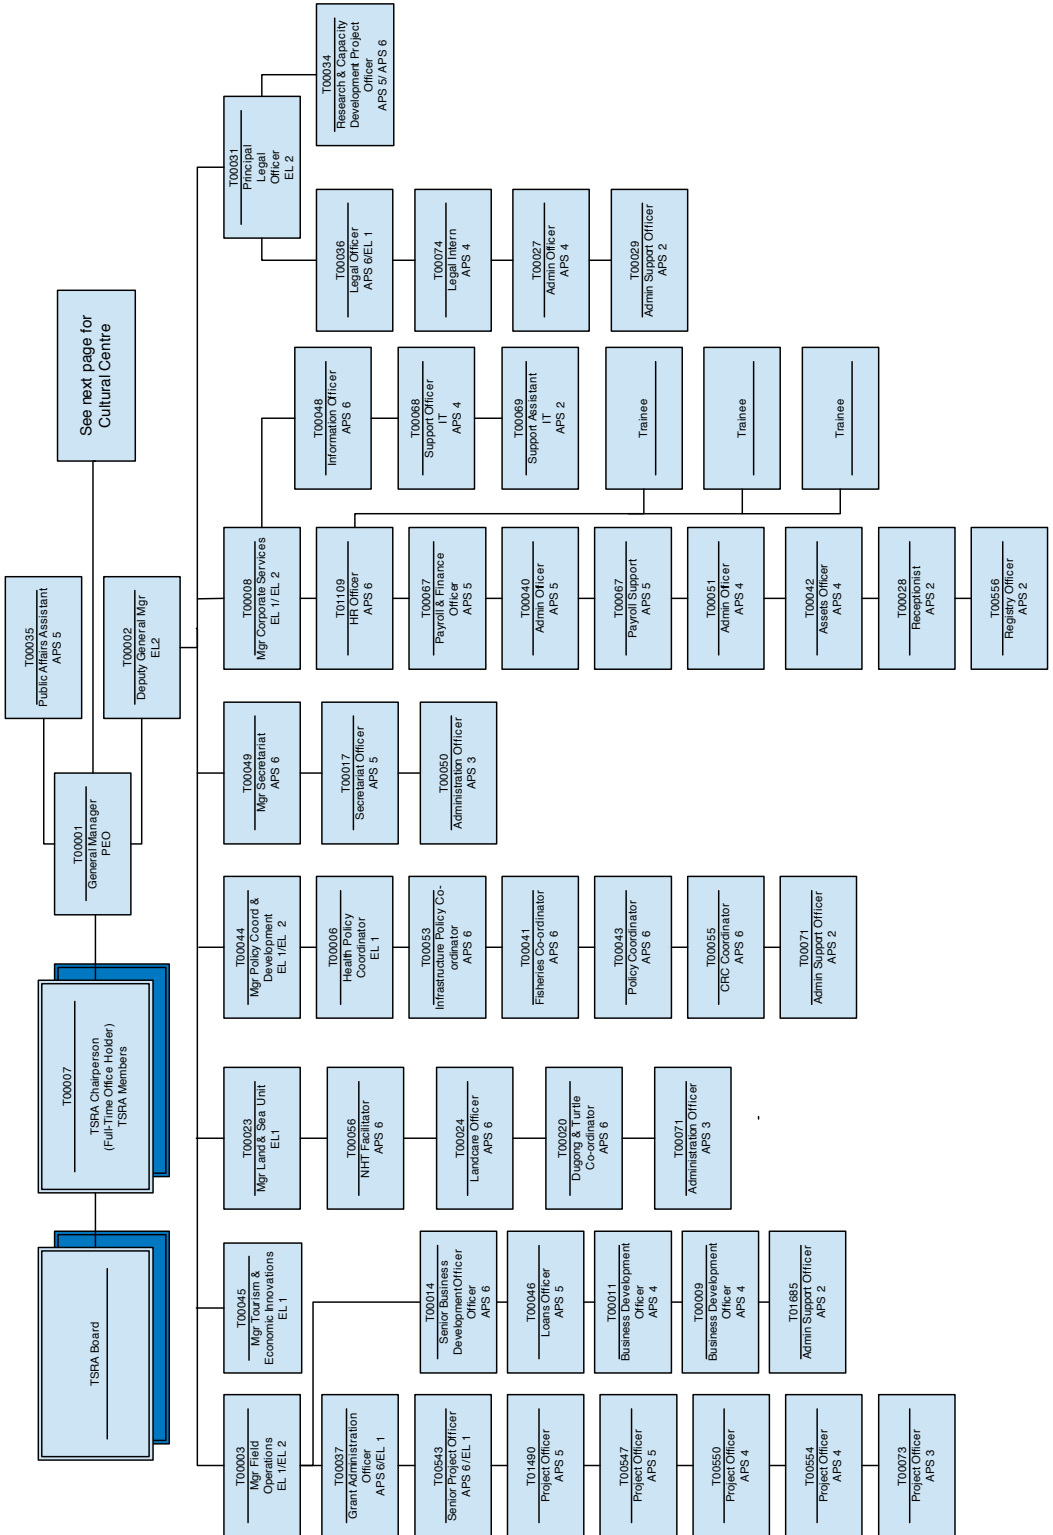 TSRA Board
T00007
TSRA Chairperson
(Full-Time Office Holder)
TSRA Members
T00001
General Manager
PEO
T00035
Public Affairs Assistant
APS 5
See next page for
Cultural Centre
T00002
Deputy General Mgr
EL2
T00003
Mgr Field
Operations
EL 1/EL 2
T00037
Grant Administration
Officer
APS 6/EL 1
T00543
Senior Project Officer
APS 6 /EL 1
T01490
Project Officer
APS 5
T00547
Project Officer
APS 5
T00550
Project Officer
APS 4
T00554
Project Officer
APS 4
T00073
Project Officer
APS 3
T00045
Mgr Tourism &
Economic Innovations
EL 1
T00014
Senior Business
DevelopmentOfficer
Officer
APS 6
T00046
Loans Officer
APS 5
T00011
Business Development
Officer
APS 4
T00009
Business Development
Officer
APS 4
T01685
Admin Support Officer
APS 2
T00023
Mgr Land & Sea Unit
EL1
T00056
NHT Facilitator
APS 6
T00024
Landcare Officer
APS 6
T00020
Dugong & Turtle
Co-ordinator
APS 6
T00071
Administration Officer
APS 3
-
T00044
Mgr Policy Coord &
Development
EL 1/EL 2
T00006
Health Policy
Coordinator
EL 1
T00053
Infrastructure Policy Co-
ordinator
APS 6
T00041
Fisheries Co-ordinator
APS 6
T00043
Policy Coordinator
APS 6
T00055
CRC Coordinator
APS 6
T00071
Admin Support Officer
APS 2
T00049
Mgr Secretariat
APS 6
T00017
Secretariat Officer
APS 5
T00050
Administration Officer
APS 3
T00008
Mgr Corporate Services
EL 1/ EL 2
T01109
HR Officer
APS 6
T00067
Payroll & Finance
Officer
APS 5
T00040
Admin Officer
APS 5
T00067
Payroll Support
APS 5
T00051
Admin Officer
APS 4
T00042
Assets Officer
APS 4
T00028
Receptionist
APS 2
T00556
Registry Officer
APS 2
T00048
Information Officer
APS 6
T00068
Support Officer
IT
APS 4
T00069
Support Assistant
IT
APS 2
Trainee
Trainee
Trainee
T00031
Principal
Legal
Officer
EL 2
T00036
Legal Officer
APS 6/EL 1
T00074
Legal Intern
APS 4
T00027
Admin Officer
APS 4
T00029
Admin Support Officer
APS 2
T00034
Research & Capacity
Development Project
Officer
APS 5/ APS 6